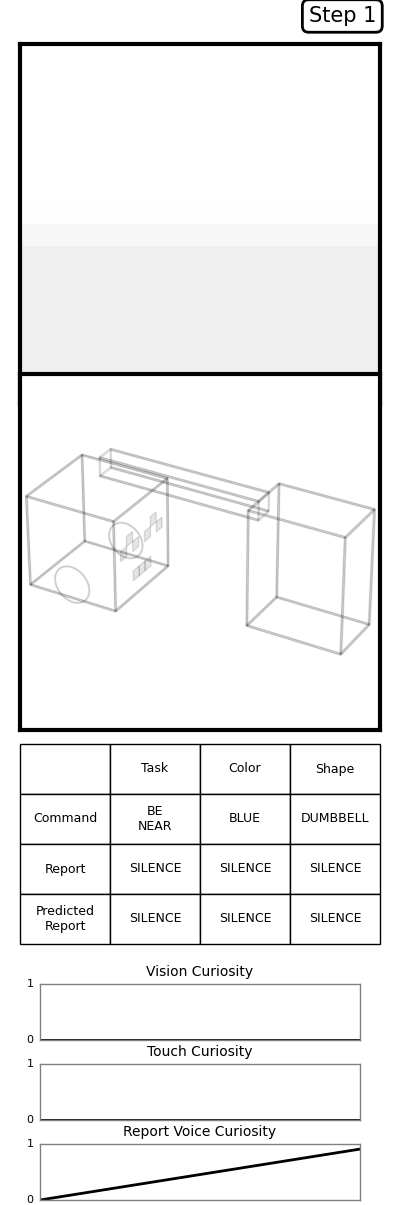 Step 1
Task Color Shape
Command BE NEAR BLUE DUMBBELL
Report SILENCE SILENCE SILENCE
Predicted Report SILENCE SILENCE SILENCE
Vision Curiosity
1
0
Touch Curiosity
1
0
Report Voice Curiosity
1
0